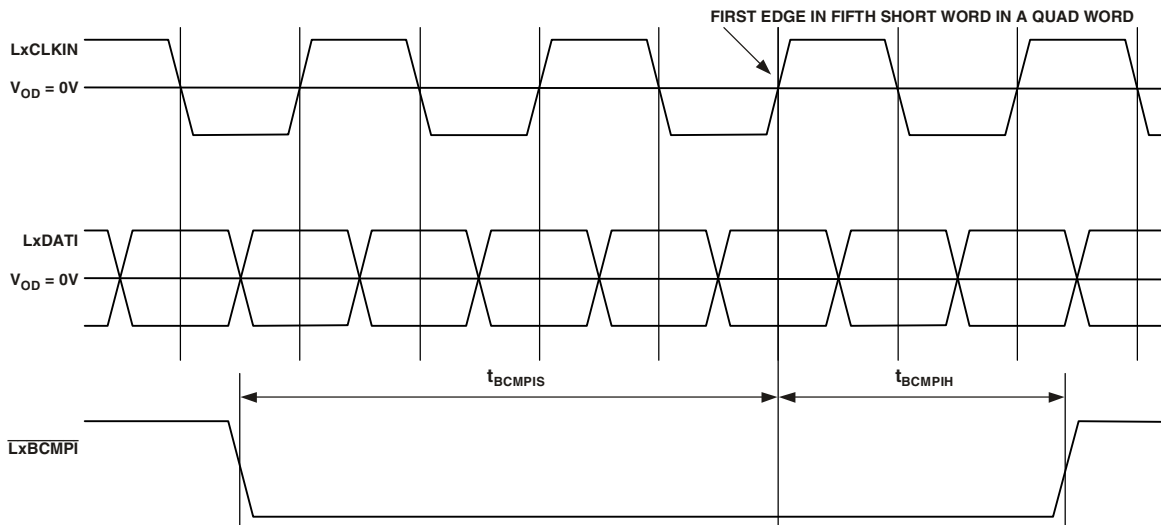 FIRST EDGE IN FIFTH SHORT WORD IN A QUAD WORD
LxCLKIN
VOD = 0V
LxDATI
VOD = 0V
tBCMPIS
tBCMPIH
LxBCMPI